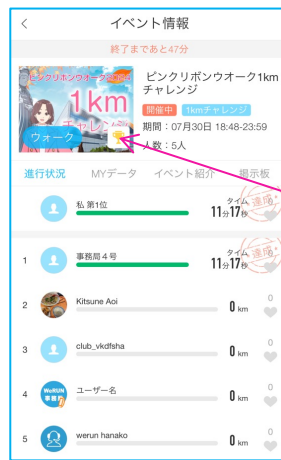 イベント情報
終了まであと47分
ピンクリボンウオーク
1km
チャレンジ
ウォーク
ピンクリボンウオーク1km
チャレンジ
開催中 1kmチャレンジ
期間：07月30日 18:48-23:59
人数：5人
進行状況 MYデータ イベント紹介 掲示板
私 第1位 タイム 11分17秒 達成
1 事務局４号 タイム 11分17秒 達成
2 Kitsune Aoi 0 km 0
3 club_vkdfsha 0 km 0
4 WeRUN 事務局 ユーザー名 0 km 0
5 werun hanako 0 km 0